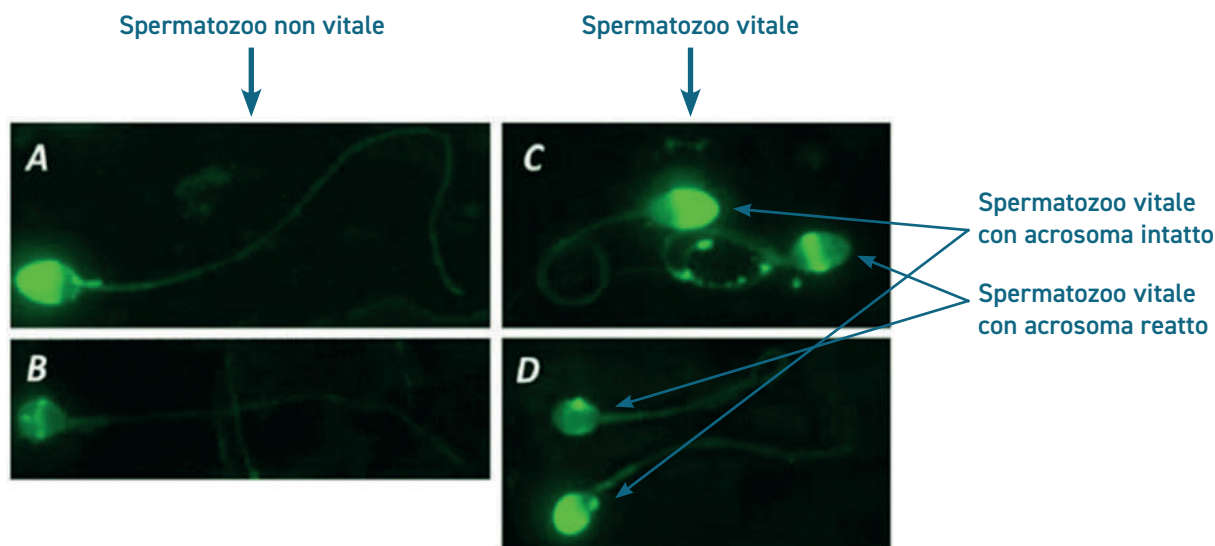 Spermatozoo non vitale
Spermatozoo vitale
A
C
Spermatozoo vitale
con acrosoma intatto
Spermatozoo vitale
con acrosoma reatto
B
D